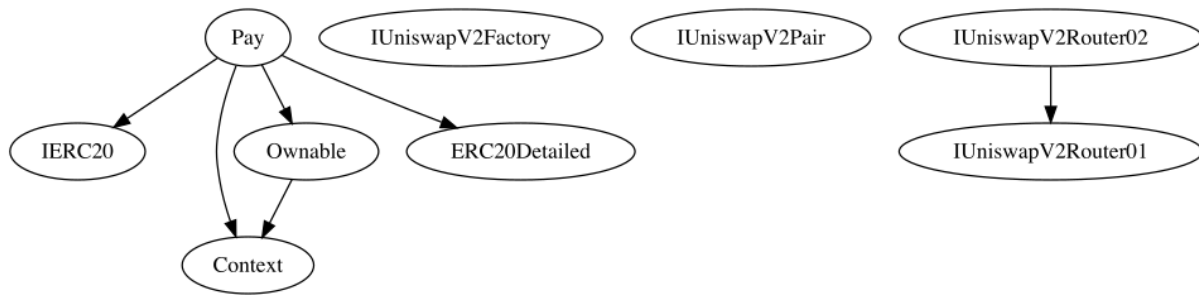 Pay
IUniswapV2Factory
IUniswapV2Pair
IUniswapV2Router02
IERC20
Ownable
ERC20Detailed
IUniswapV2Router01
Context